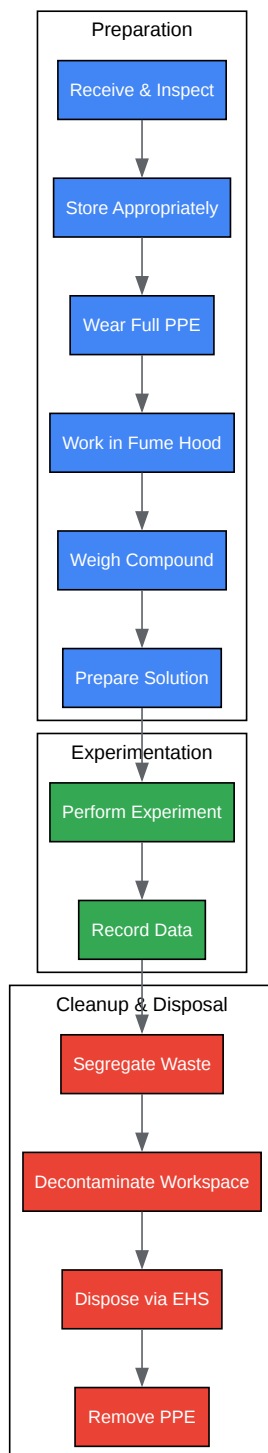 Preparation
Receive & Inspect
Store Appropriately
Wear Full PPE
Work in Fume Hood
Weigh Compound
Prepare Solution
Experimentation
Perform Experiment
Record Data
Cleanup & Disposal
Segregate Waste
Decontaminate Workspace
Dispose via EHS
Remove PPE